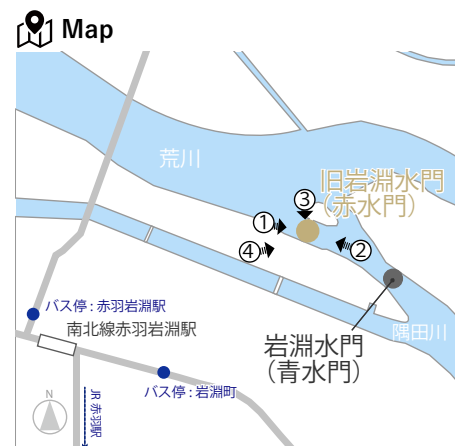 Map
荒川
旧岩淵水門
（赤水門）
③
①
②
④
バス停 : 赤羽岩淵駅
南北線赤羽岩淵駅
隅田川
岩淵水門
（青水門）
バス停 : 岩淵町
N
JR 赤羽駅